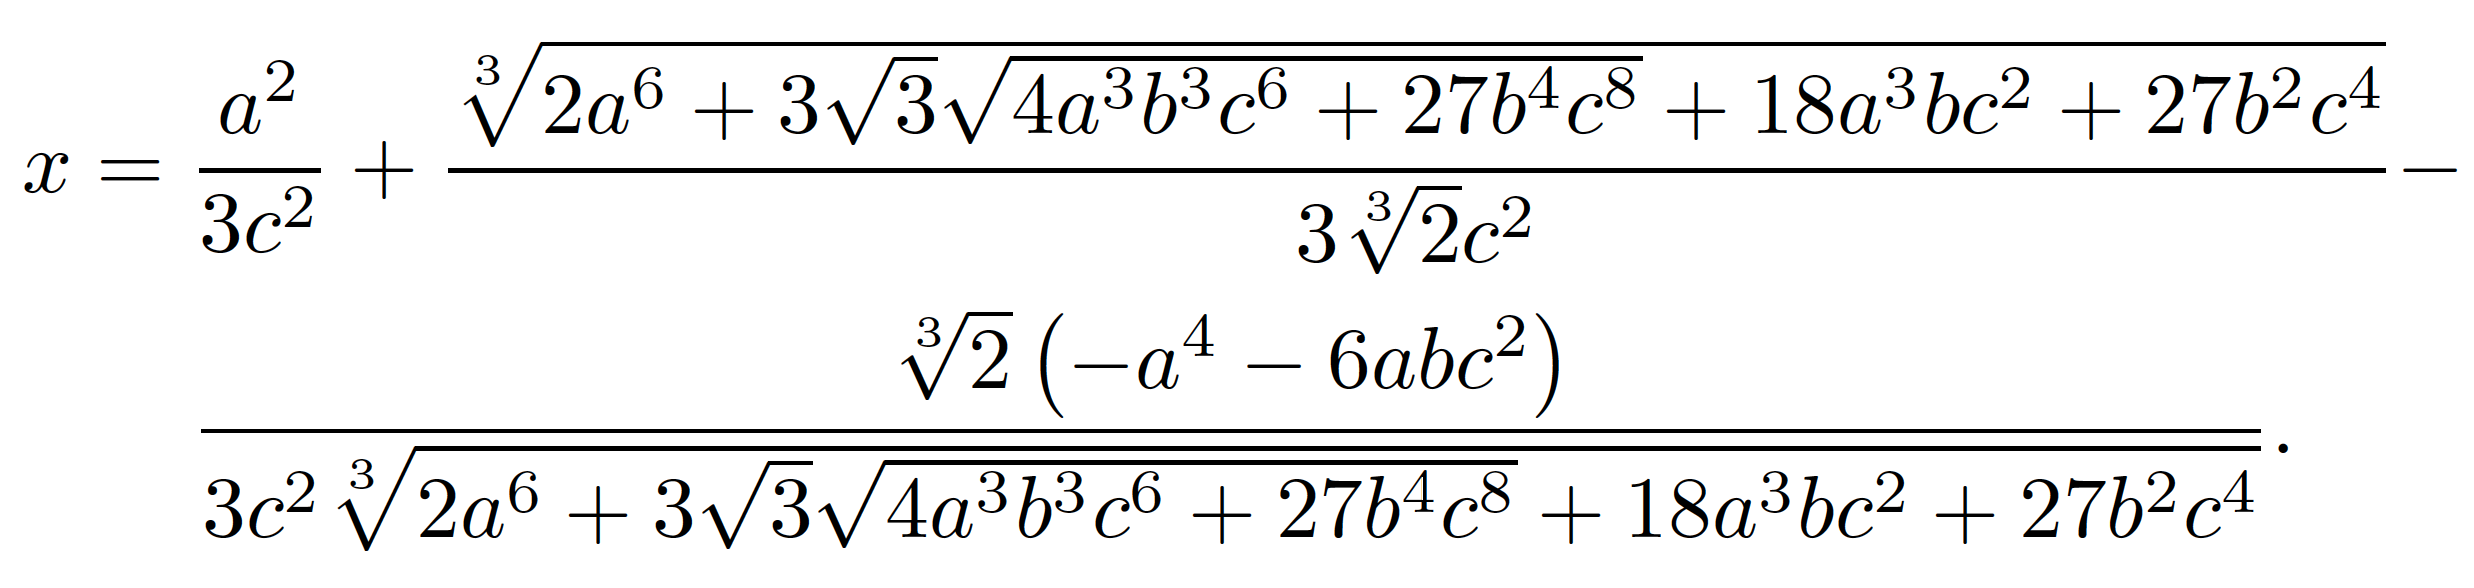 x = \frac{a^2}{3c^2} + \frac{\sqrt[3]{2a^6 + 3\sqrt{3}\sqrt{4a^3b^3c^6 + 27b^4c^8} + 18a^3bc^2 + 27b^2c^4}}{3\sqrt[3]{2}c^2} -
\frac{\sqrt[3]{2}\left(-a^4 - 6abc^2\right)}{3c^2\sqrt[3]{2a^6 + 3\sqrt{3}\sqrt{4a^3b^3c^6 + 27b^4c^8} + 18a^3bc^2 + 27b^2c^4}}.